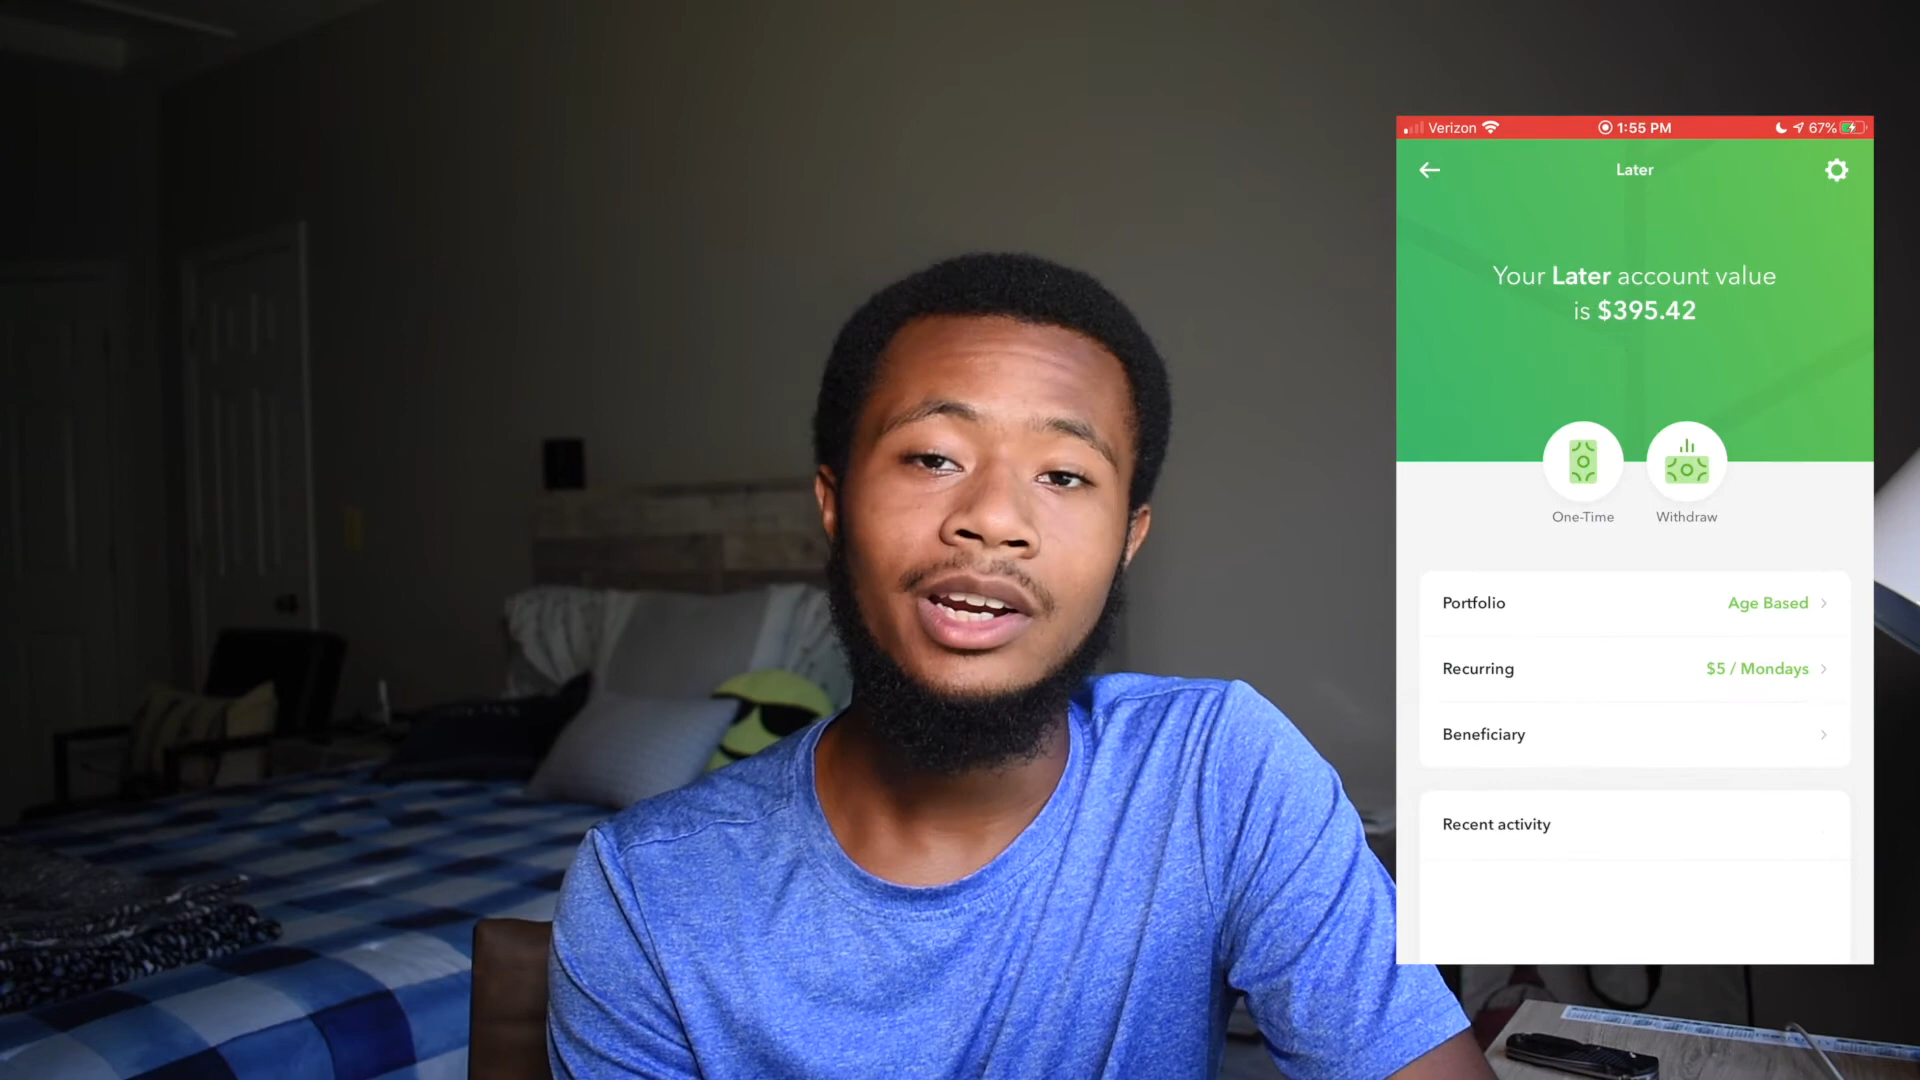 Verizon 1:55 PM 67%
Later
Your Later account value
is $395.42
One-Time Withdraw
Portfolio Age Based
Recurring $5 / Mondays
Beneficiary
Recent activity